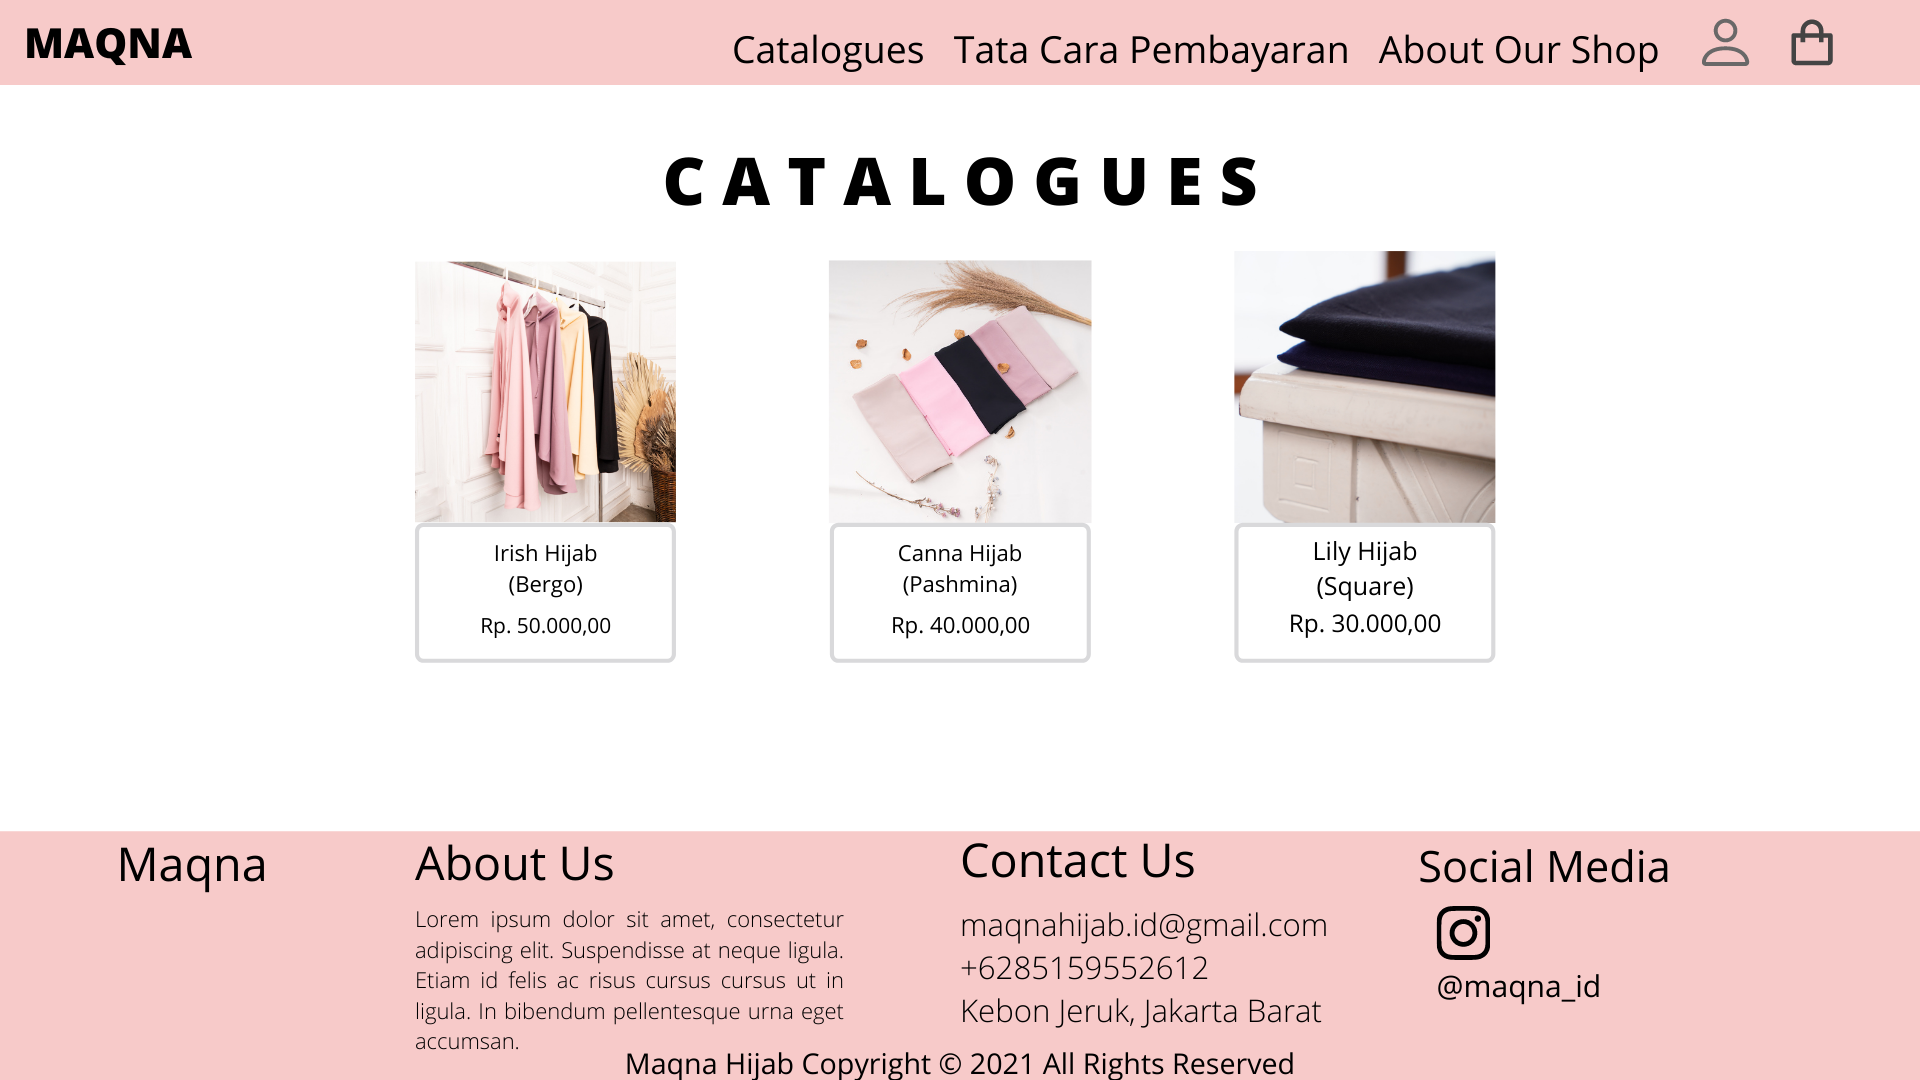 MAQNA
Catalogues Tata Cara Pembayaran About Our Shop
CATALOGUES
Irish Hijab
(Bergo)
Rp. 50.000,00
Canna Hijab
(Pashmina)
Rp. 40.000,00
Lily Hijab
(Square)
Rp. 30.000,00
Maqna
About Us
Lorem ipsum dolor sit amet, consectetur
adipiscing elit. Suspendisse at neque ligula.
Etiam id felis ac risus cursus cursus ut in
ligula. In bibendum pellentesque urna eget
accumsan.
Contact Us
maqnahijab.id@gmail.com
+6285159552612
Kebon Jeruk, Jakarta Barat
Social Media
@maqna_id
Maqna Hijab Copyright © 2021 All Rights Reserved